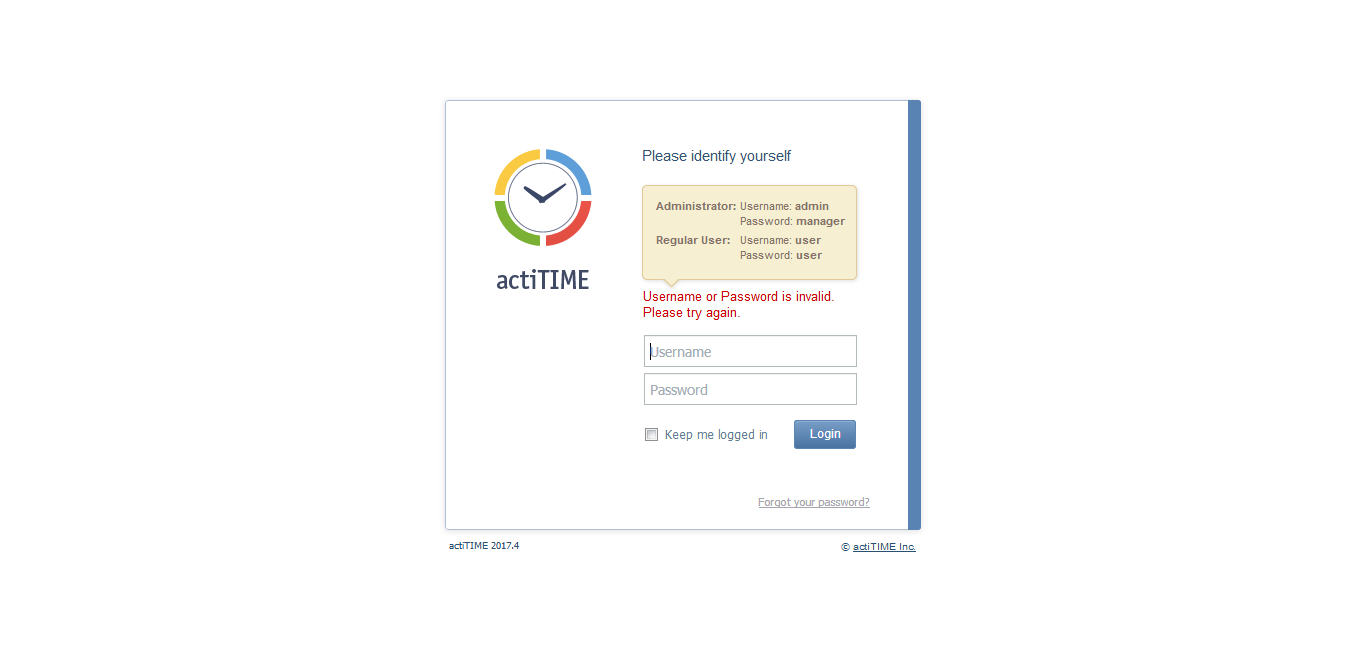 Please identify yourself
Administrator: Username: admin
Password: manager
Regular User: Username: user
Password: user
actiTIME
Username or Password is invalid.
Please try again.
Username
Password
Keep me logged in Login
Forgot your password?
actiTIME 2017.4 © actiTIME Inc.